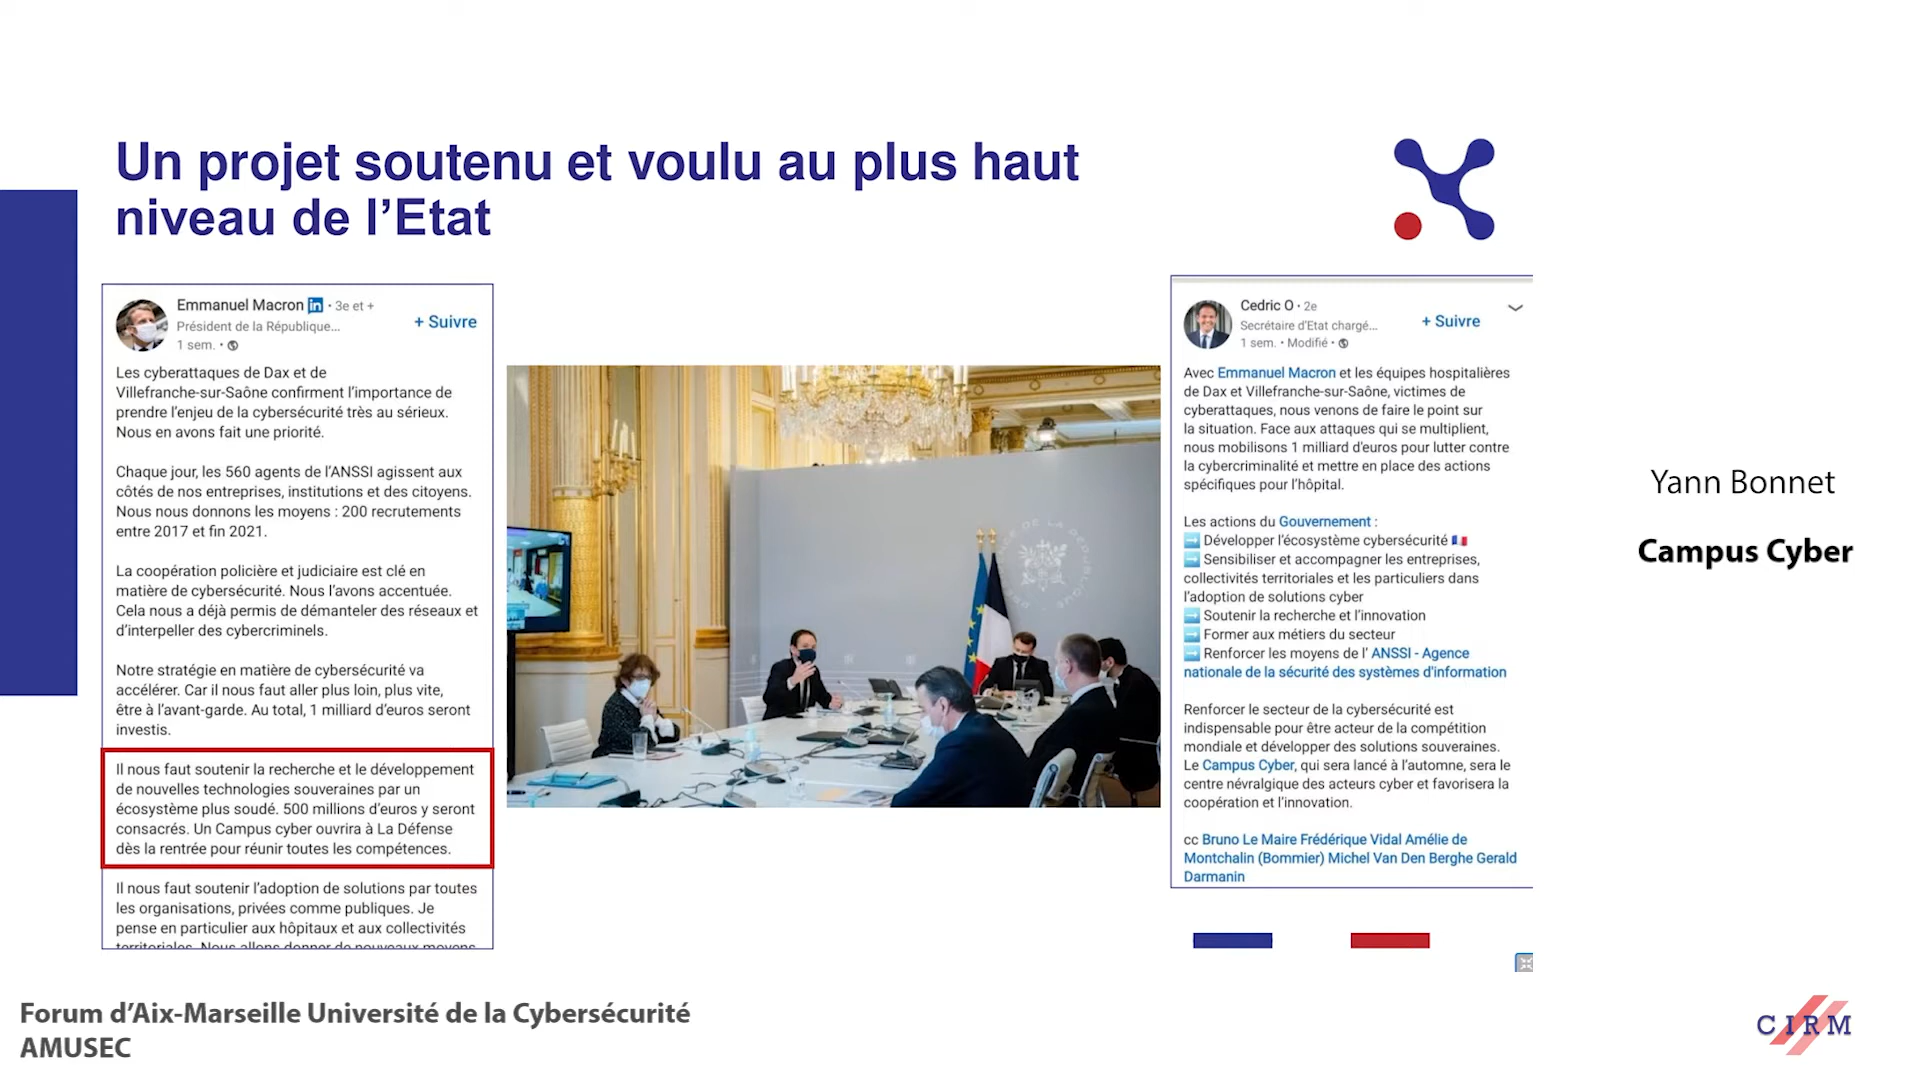 Un projet soutenu et voulu au plus haut
niveau de l’Etat
Emmanuel Macron in · 3e et +
Président de la République...
1 sem. •
+ Suivre
Les cyberattaques de Dax et de
Villefranche-sur-Saône confirment l’importance de
prendre l’enjeu de la cybersécurité très au sérieux.
Nous en avons fait une priorité.
Chaque jour, les 560 agents de l’ANSSI agissent aux
côtés de nos entreprises, institutions et des citoyens.
Nous nous donnons les moyens : 200 recrutements
entre 2017 et fin 2021.
La coopération policière et judiciaire est clé en
matière de cybersécurité. Nous l’avons accentuée.
Cela nous a déjà permis de démanteler des réseaux et
d’interpeller des cybercriminels.
Notre stratégie en matière de cybersécurité va
accélérer. Car il nous faut aller plus loin, plus vite,
être à l’avant-garde. Au total, 1 milliard d’euros seront
investis.
Il nous faut soutenir la recherche et le développement
de nouvelles technologies souveraines par un
écosystème plus soudé. 500 millions d’euros y seront
consacrés. Un Campus cyber ouvrira à La Défense
dès la rentrée pour réunir toutes les compétences.
Il nous faut soutenir l’adoption de solutions par toutes
les organisations, privées comme publiques. Je
pense en particulier aux hôpitaux et aux collectivités
territoriales. Nous allons donner de nouveaux moyens
Cedric O · 2e
Secrétaire d’Etat chargé...
1 sem. • Modifié •
+ Suivre
Avec Emmanuel Macron et les équipes hospitalières
de Dax et Villefranche-sur-Saône, victimes de
cyberattaques, nous venons de faire le point sur
la situation. Face aux attaques qui se multiplient,
nous mobilisons 1 milliard d’euros pour lutter contre
la cybercriminalité et mettre en place des actions
spécifiques pour l’hôpital.
Les actions du Gouvernement :
➡️ Développer l’écosystème cybersécurité 🇫🇷
➡️ Sensibiliser et accompagner les entreprises,
collectivités territoriales et les particuliers dans
l’adoption de solutions cyber
➡️ Soutenir la recherche et l’innovation
➡️ Former aux métiers du secteur
➡️ Renforcer les moyens de l’ ANSSI - Agence
nationale de la sécurité des systèmes d'information
Renforcer le secteur de la cybersécurité est
indispensable pour être acteur de la compétition
mondiale et développer des solutions souveraines.
Le Campus Cyber, qui sera lancé à l’automne, sera le
centre névralgique des acteurs cyber et favorisera la
coopération et l’innovation.
cc Bruno Le Maire Frédérique Vidal Amélie de
Montchalin (Bommier) Michel Van Den Berghe Gerald
Darmanin
Yann Bonnet
Campus Cyber
Forum d’Aix-Marseille Université de la Cybersécurité
AMUSEC
CIRM